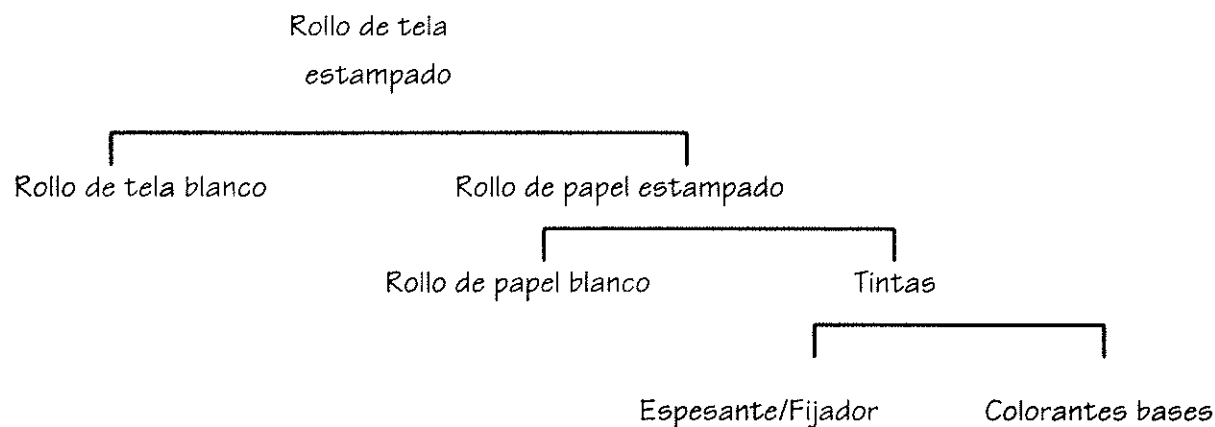 Rollo de tela
estampado
Rollo de tela blanco
Rollo de papel estampado
Rollo de papel blanco
Tintas
Espesante/Fijador
Colorantes bases